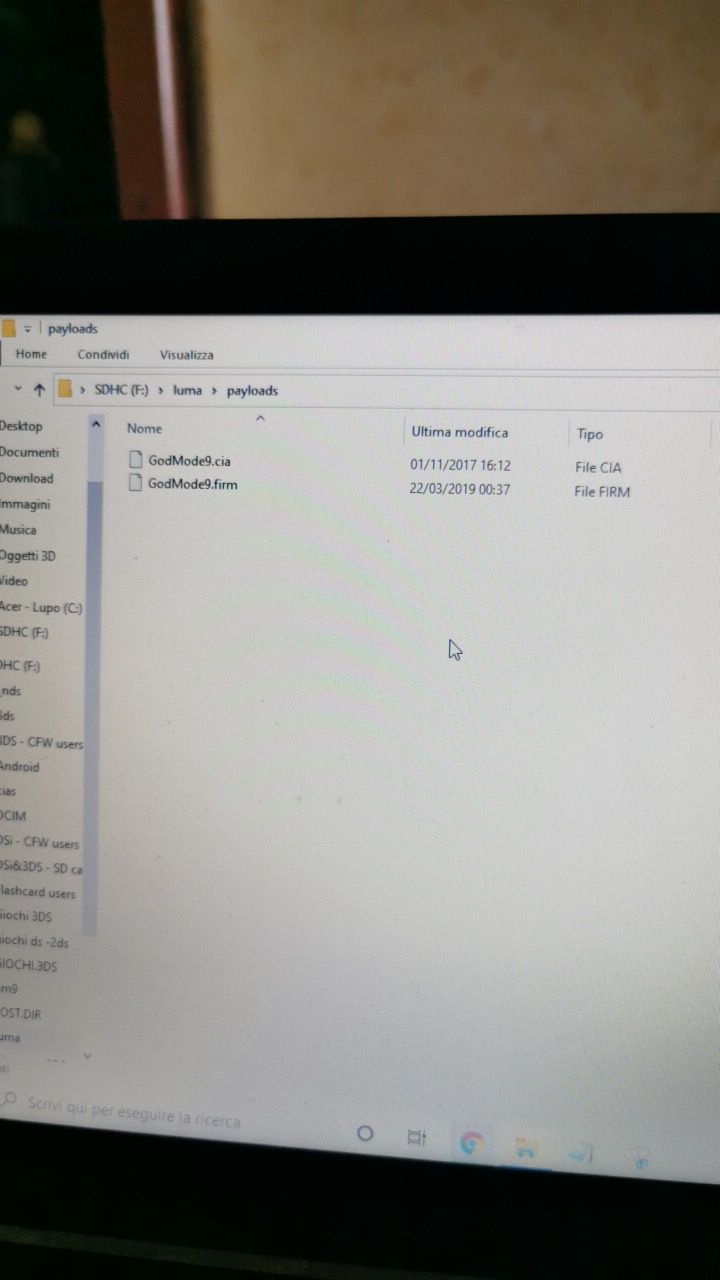 payloads
Home Condividi Visualizza
SDHC (F:) > luma > payloads
Nome Ultima modifica Tipo
GodMode9.cia 01/11/2017 16:12 File CIA
GodMode9.firm 22/03/2019 00:37 File FIRM
Desktop
Documenti
Download
mmagini
Musica
Oggetti 3D
Video
Acer - Lupo (C:)
SDHC (F:)
DHC (F:)
_nds
3ds
3DS - CFW users
Android
cias
DCIM
DSi - CFW users
DSi&3DS - SD ca
flashcard users
Giochi 3DS
giochi ds -2ds
GIOCHI.3DS
gm9
OST.DIR
uma
Scrivi qui per eseguire la ricerca